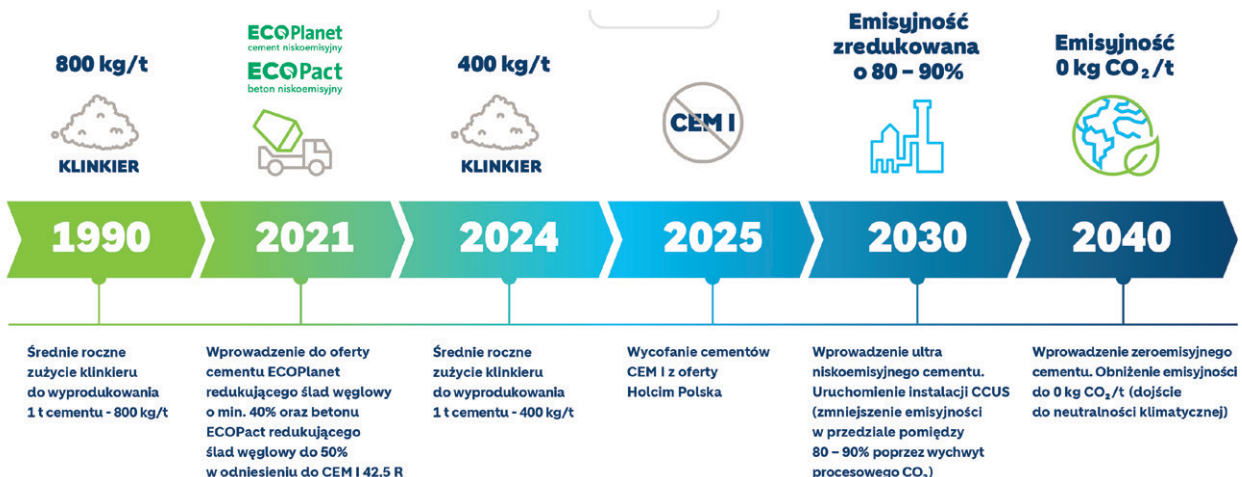 800 kg/t
KLINKIER
ECOPlanet
cement niskoemisyjny
ECOPact
beton niskoemisyjny
400 kg/t
KLINKIER
CEM I
Emisyjność
zredukowana
o 80 – 90%
Emisyjność
0 kg CO₂/t
1990
2021
2024
2025
2030
2040
Średnie roczne
zużycie klinkieru
do wyprodukowania
1 t cementu - 800 kg/t
Wprowadzenie do oferty
cementu ECOPlanet
redukującego ślad węglowy
o min. 40% oraz betonu
ECOPact redukującego
ślad węglowy do 50%
w odniesieniu do CEM I 42.5 R
Średnie roczne
zużycie klinkieru
do wyprodukowania
1 t cementu - 400 kg/t
Wycofanie cementów
CEM I z oferty
Holcim Polska
Wprowadzenie ultra
niskoemisyjnego cementu.
Uruchomienie instalacji CCUS
(zmniejszenie emisyjności
w przedziale pomiędzy
80 – 90% poprzez wychwyt
procesowego CO₂)
Wprowadzenie zeroemisyjnego
cementu. Obniżenie emisyjności
do 0 kg CO₂/t (dojście
do neutralności klimatycznej)